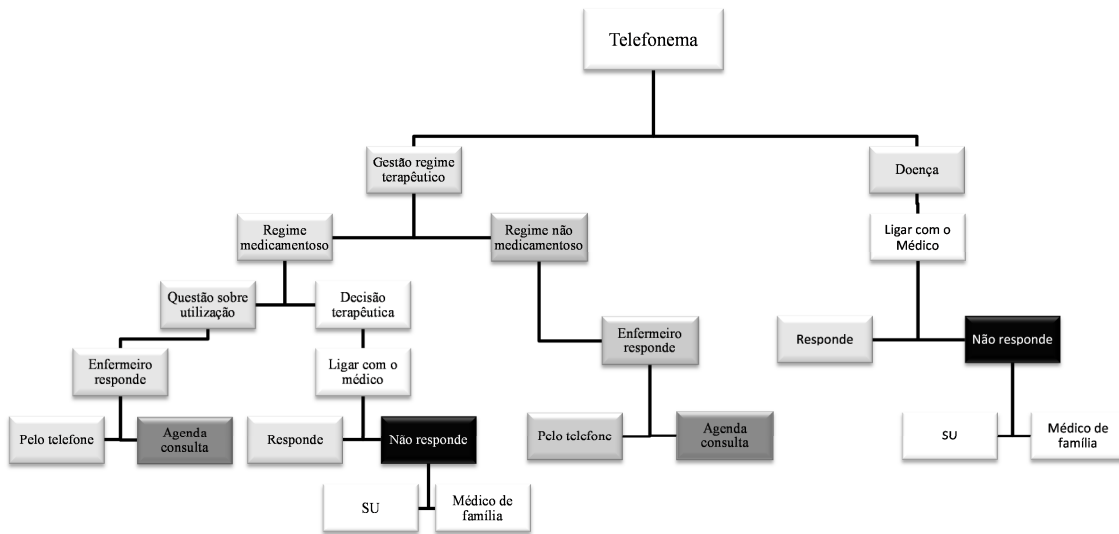 Telefonema
Gestão regime
terapêutico
Doença
Regime
medicamentoso
Regime não
medicamentoso
Ligar com o
Médico
Questão sobre
utilização
Decisão
terapêutica
Enfermeiro
responde
Responde
Não responde
Enfermeiro
responde
Ligar com o
médico
Pelo telefone
Agenda
consulta
Responde
Não responde
Pelo telefone
Agenda
consulta
SU
Médico de
família
SU
Médico de
família